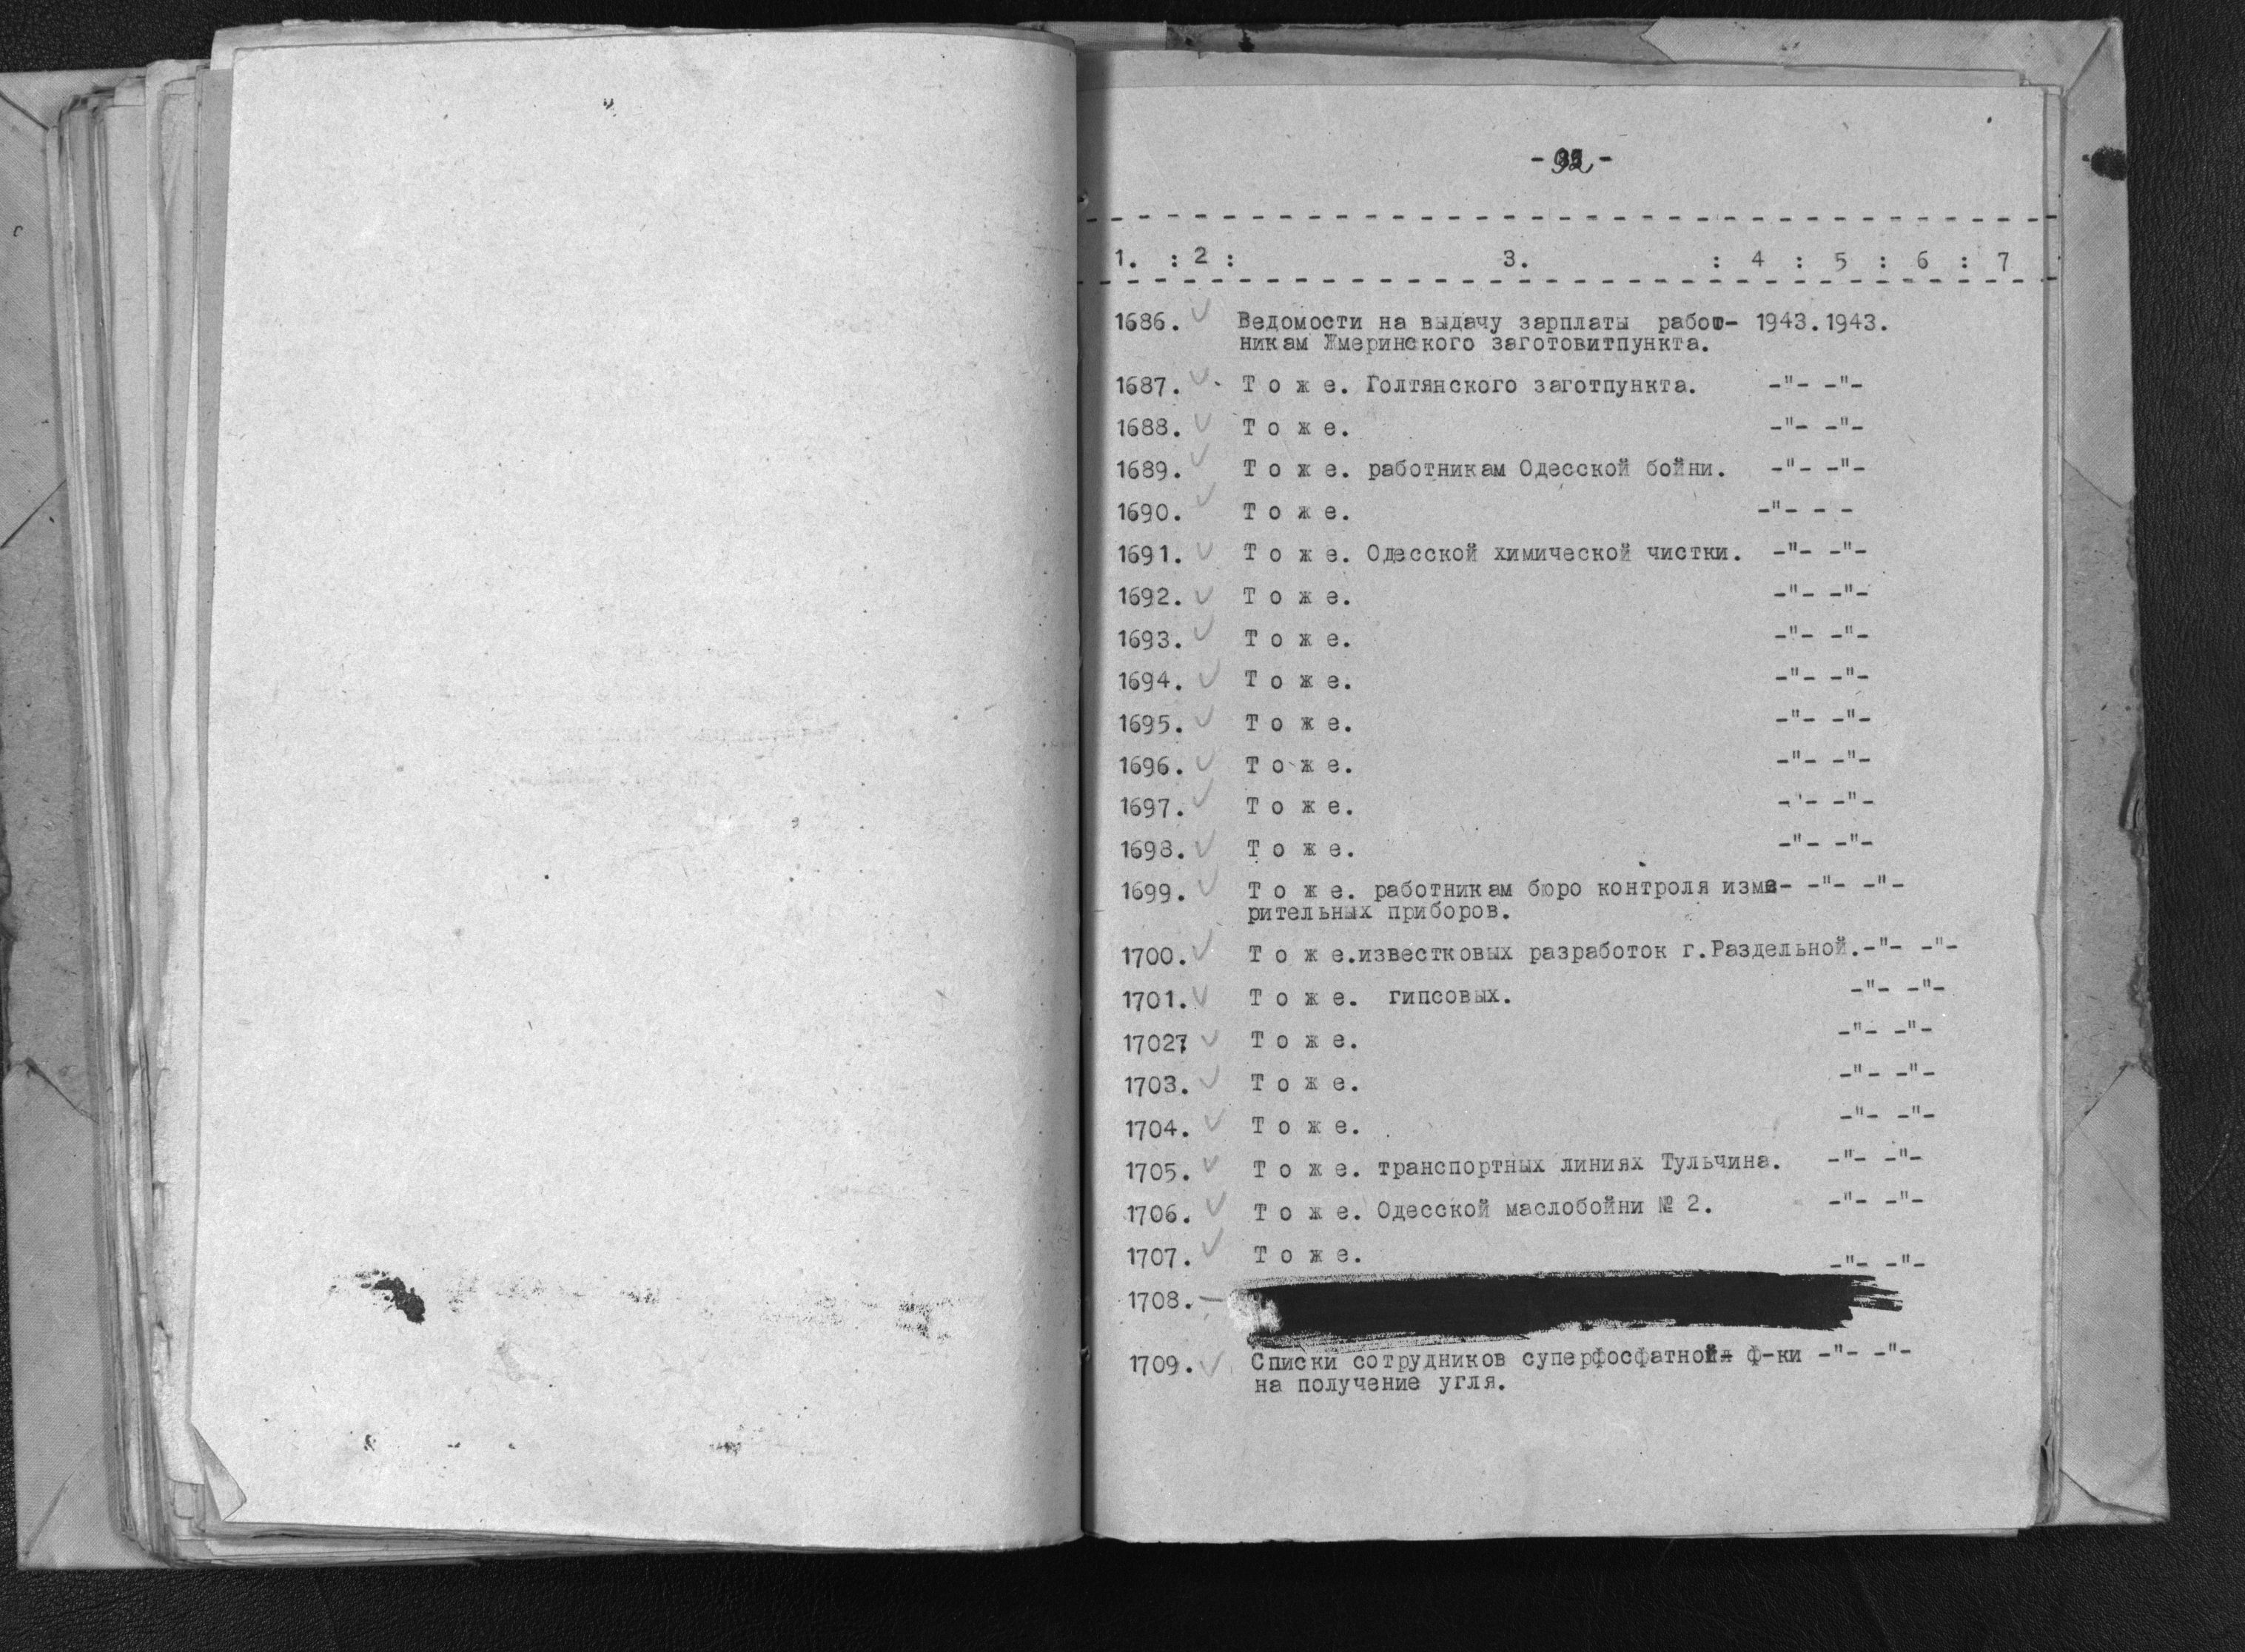 - 92 -
1. : 2 : 3. : 4 : 5 : 6 : 7
1686. Ведомости на выдачу зарплаты работ- 1943.1943.
никам Жмеринского заготовитпункта.
1687. Т о ж е. Голтянского заготпункта. -"- -"-
1688. Т о ж е. -"- -"-
1689. Т о ж е. работникам Одесской бойни. -"- -"-
1690. Т о ж е. -"- - -
1691. Т о ж е. Одесской химической чистки. -"- -"-
1692. Т о ж е. -"- -"-
1693. Т о ж е. -"- -"-
1694. Т о ж е. -"- -"-
1695. Т о ж е. -"- -"-
1696. Т о ж е. -"- -"-
1697. Т о ж е. -"- -"-
1698. Т о ж е. -"- -"-
1699. Т о ж е. работникам бюро контроля изме- -"- -"-
рительных приборов.
1700. Т о ж е.известковых разработок г.Раздельной.-"- -"-
1701. Т о ж е. гипсовых. -"- -"-
17027 Т о ж е. -"- -"-
1703. Т о ж е. -"- -"-
1704. Т о ж е. -"- -"-
1705. Т о ж е. транспортных линиях Тульчина. -"- -"-
1706. Т о ж е. Одесской маслобойни № 2. -"- -"-
1707. Т о ж е. -"- -"-
1708. —
1709. Списки сотрудников суперфосфатной ф-ки -"- -"-
на получение угля.